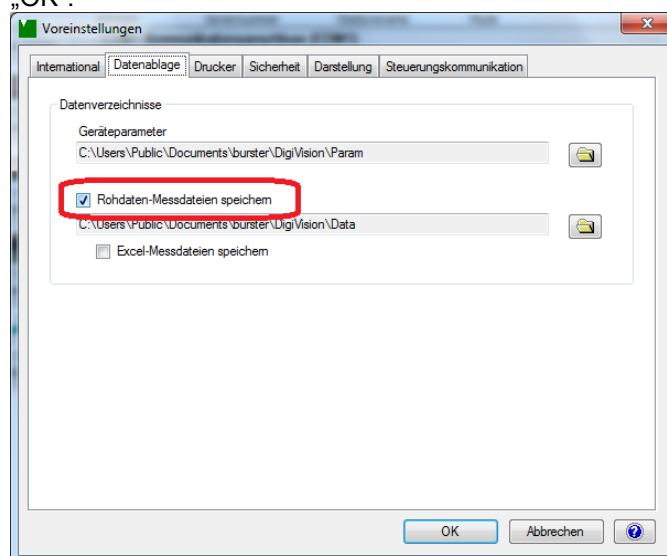 „OK“.
Voreinstellungen
International Datenablage Drucker Sicherheit Darstellung Steuerungskommunikation
Datenverzeichnisse
Geräteparameter
C:\Users\Public\Documents\burster\DigiVision\Param
Rohdaten-Messdateien speichern
C:\Users\Public\Documents\burster\DigiVision\Data
Excel-Messdateien speichern
OK Abbrechen